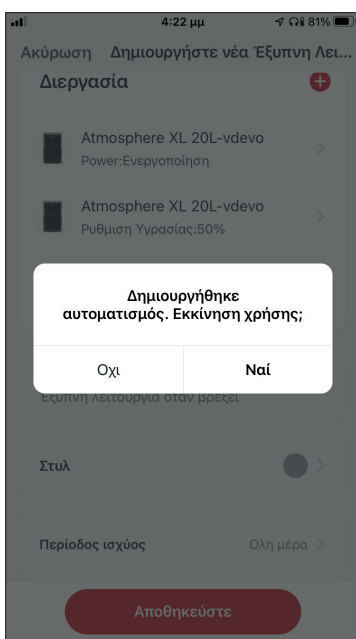 4:22 μμ
81%
Ακύρωση Δημιουργήστε νέα Έξυπνη Λει...
Διεργασία
Atmosphere XL 20L-vdevo
Power:Ενεργοποίηση
Atmosphere XL 20L-vdevo
Ρυθμιση Υγρασίας:50%
Δημιουργήθηκε
αυτοματισμός. Εκκίνηση χρήσης;
Οχι Ναί
Έξυπνη Λειτουργία όταν βρέξει
Στυλ
Περίοδος ισχύος Ολη μέρα
Αποθηκεύστε